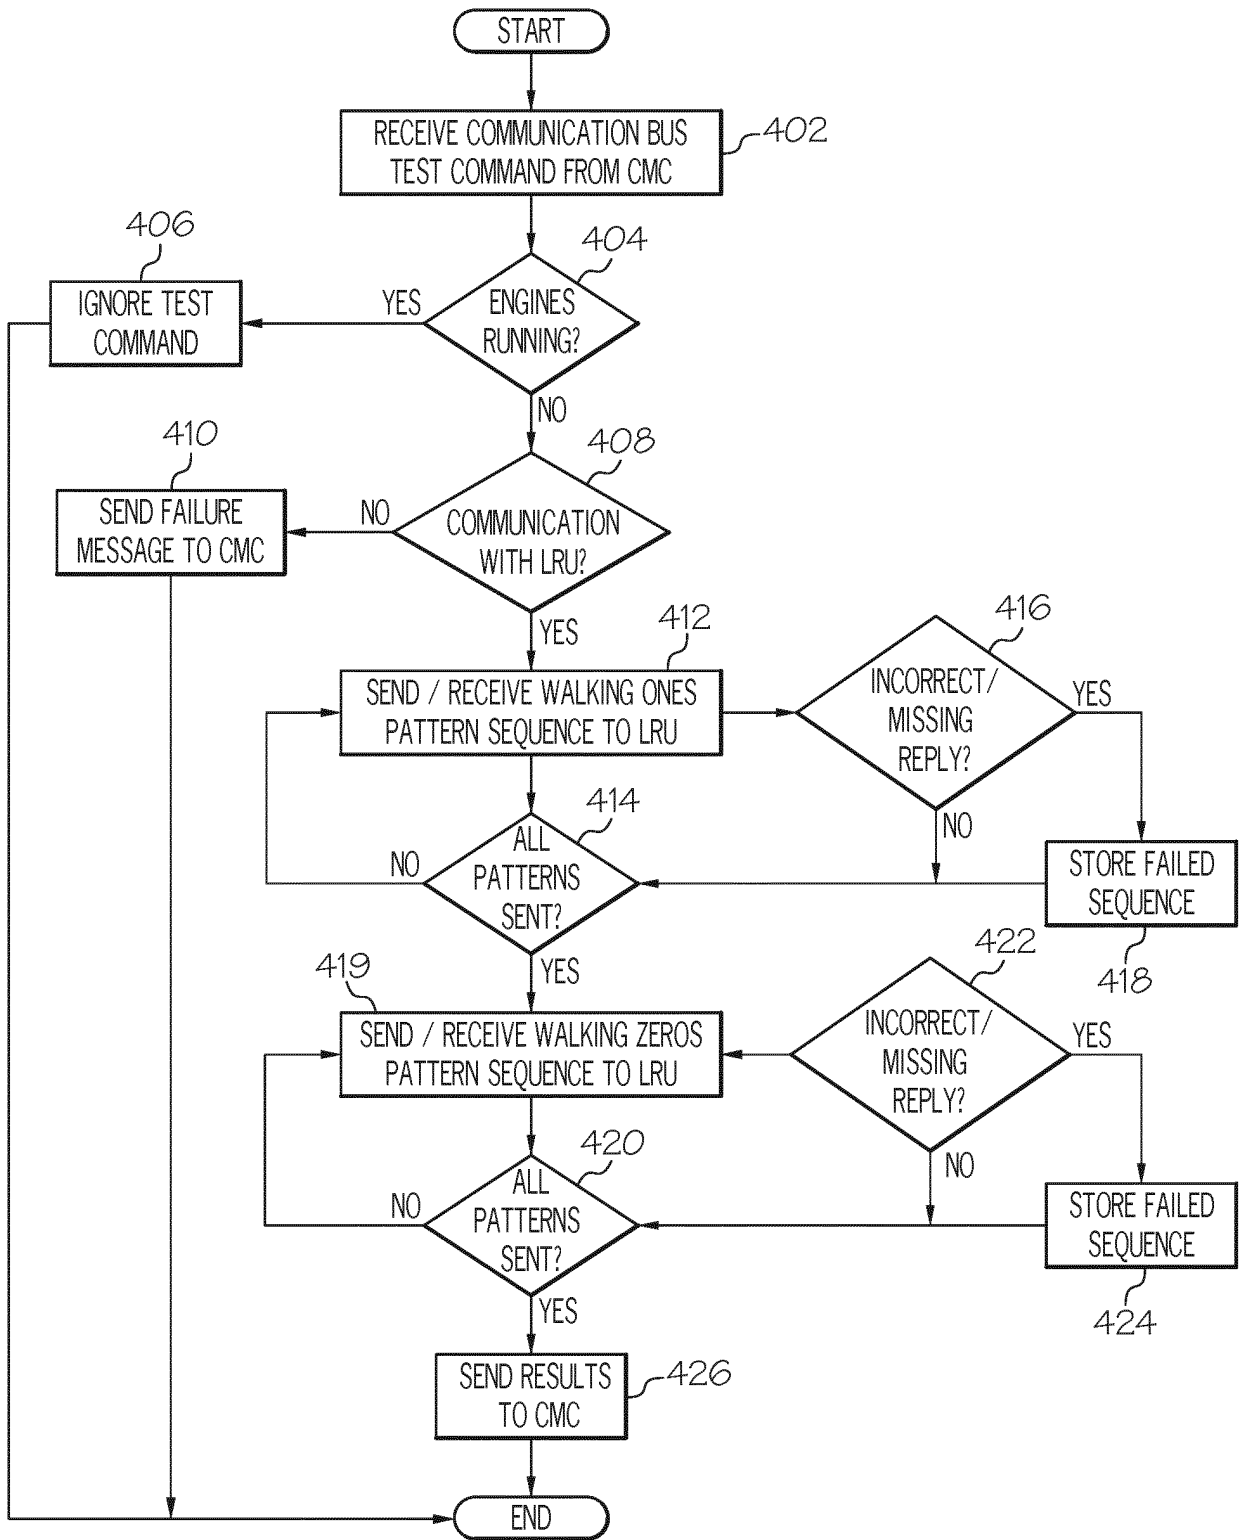 START
RECEIVE COMMUNICATION BUS
TEST COMMAND FROM CMC
402
406
404
IGNORE TEST
COMMAND
YES
ENGINES
RUNNING?
NO
410
408
SEND FAILURE
MESSAGE TO CMC
NO
COMMUNICATION
WITH LRU?
YES
412
416
SEND / RECEIVE WALKING ONES
PATTERN SEQUENCE TO LRU
INCORRECT/
MISSING
REPLY?
YES
414
NO
NO
ALL
PATTERNS
SENT?
STORE FAILED
SEQUENCE
418
YES
419
422
SEND / RECEIVE WALKING ZEROS
PATTERN SEQUENCE TO LRU
INCORRECT/
MISSING
REPLY?
YES
420
NO
NO
ALL
PATTERNS
SENT?
STORE FAILED
SEQUENCE
424
YES
SEND RESULTS
TO CMC
426
END